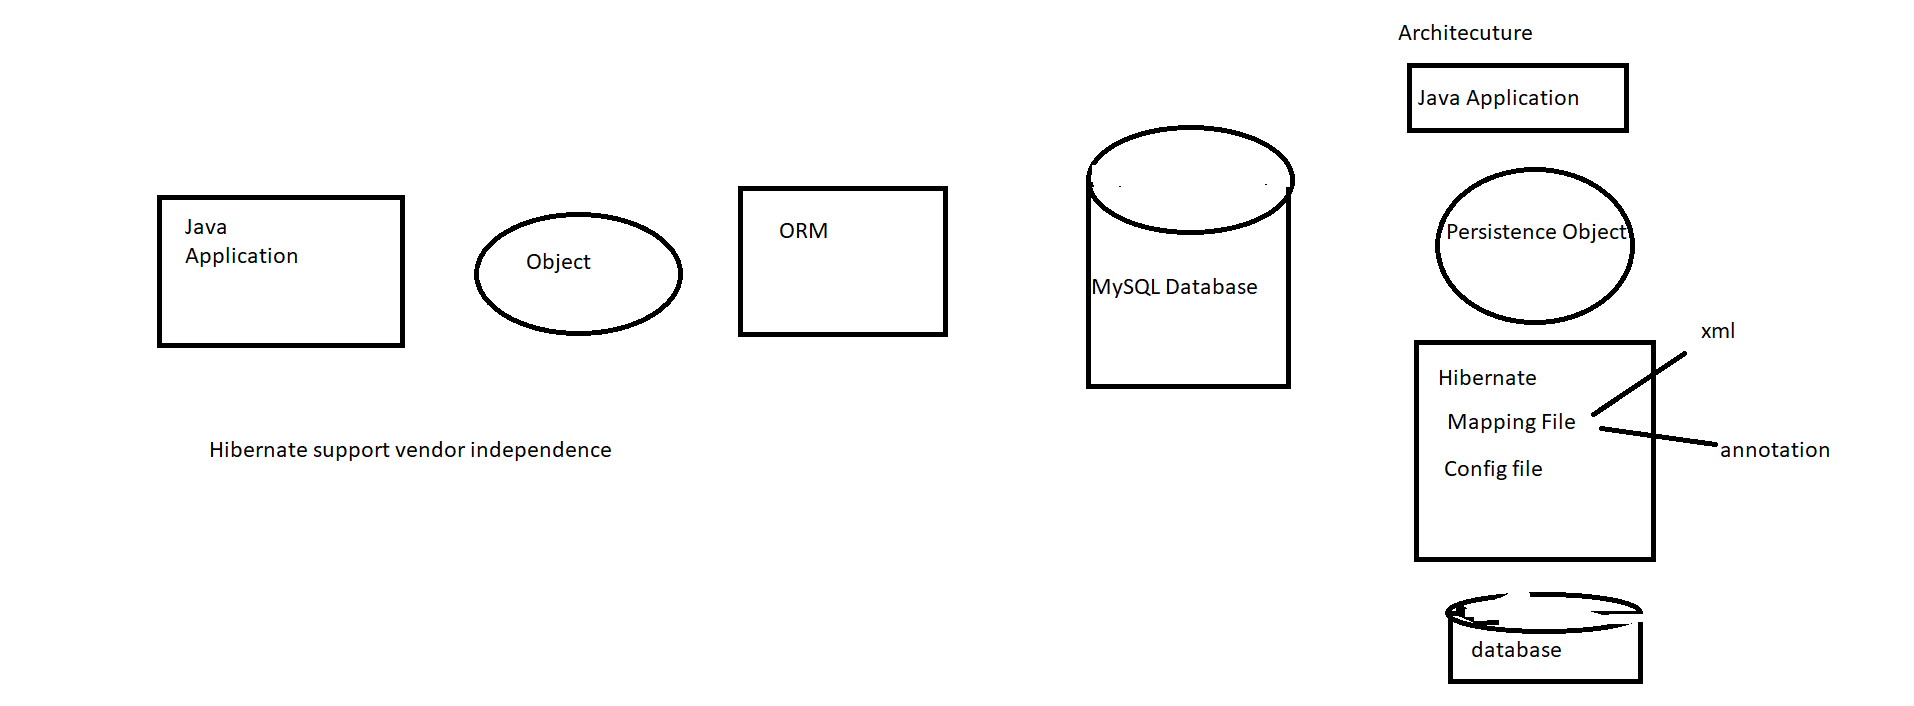 Architecuture
Java Application
Java
Application
Object
ORM
MySQL Database
Persistence Object
xml
Hibernate
Mapping File
annotation
Config file
Hibernate support vendor independence
database